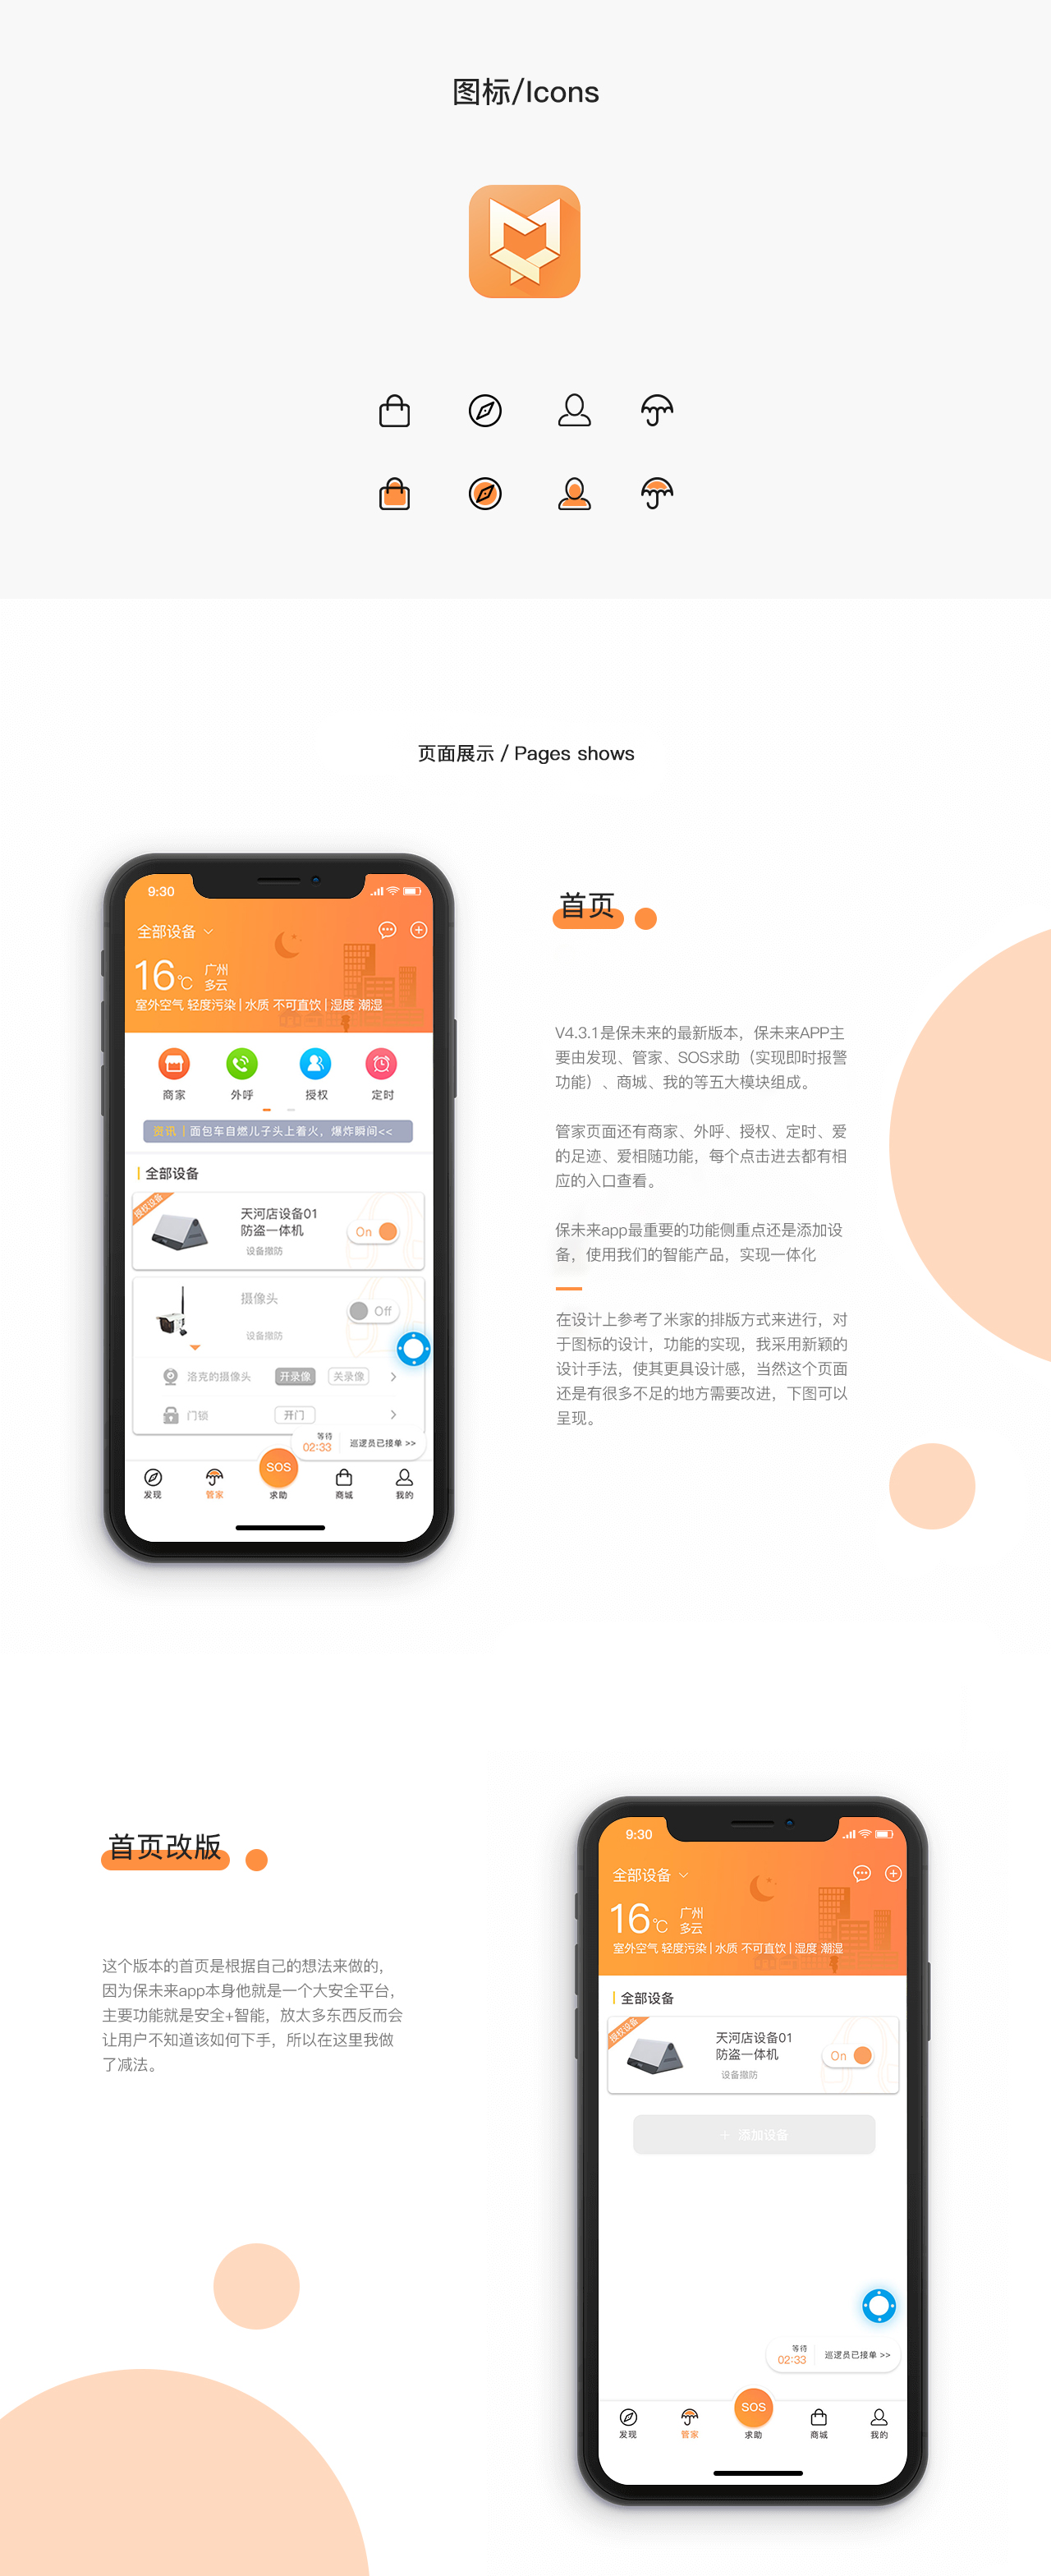 图标/Icons
页面展示 / Pages shows
9:30
全部设备
16℃
广州
多云
室外空气 轻度污染 | 水质 不可直饮 | 湿度 潮湿
商家
外呼
授权
定时
资讯 | 面包车自燃儿子头上着火，爆炸瞬间<<
全部设备
授权设备
天河店设备01
防盗一体机
设备撤防
On
摄像头
设备撤防
Off
洛克的摄像头
开录像
关录像
门锁
开门
等待
02:33
巡逻员已接单 >>
SOS
发现
管家
求助
商城
我的
首页
V4.3.1是保未来的最新版本，保未来APP主
要由发现、管家、SOS求助（实现即时报警
功能）、商城、我的等五大模块组成。
管家页面还有商家、外呼、授权、定时、爱
的足迹、爱相随功能，每个点击进去都有相
应的入口查看。
保未来app最重要的功能侧重点还是添加设
备，使用我们的智能产品，实现一体化
在设计上参考了米家的排版方式来进行，对
于图标的设计，功能的实现，我采用新颖的
设计手法，使其更具设计感，当然这个页面
还是有很多不足的地方需要改进，下图可以
呈现。
首页改版
这个版本的首页是根据自己的想法来做的，
因为保未来app本身他就是一个大安全平台，
主要功能就是安全+智能，放太多东西反而会
让用户不知道该如何下手，所以在这里我做
了减法。
9:30
全部设备
16℃
广州
多云
室外空气 轻度污染 | 水质 不可直饮 | 湿度 潮湿
全部设备
授权设备
天河店设备01
防盗一体机
设备撤防
On
+ 添加设备
等待
02:33
巡逻员已接单 >>
SOS
发现
管家
求助
商城
我的